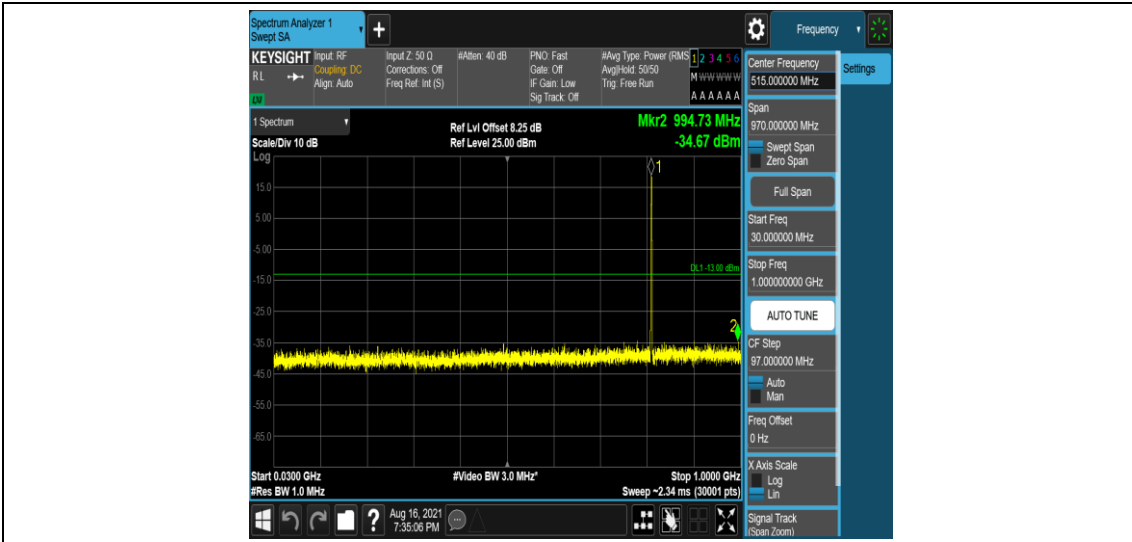 Spectrum Analyzer 1
Swept SA
Frequency
KEYSIGHT
RL
LXI
Input: RF
Coupling: DC
Align: Auto
Input Z: 50 Ω
Corrections: Off
Freq Ref: Int (S)
#Atten: 40 dB
PNO: Fast
Gate: Off
IF Gain: Low
Sig Track: Off
#Avg Type: Power (RMS
Avg|Hold: 50/50
Trig: Free Run
1 2 3 4 5 6
M W W W W W
A A A A A A
1 Spectrum
Scale/Div 10 dB
Log
Ref Lvl Offset 8.25 dB
Ref Level 25.00 dBm
Mkr2 994.73 MHz
-34.67 dBm
1
15.0
5.00
-5.00
DL1 -13.00 dBm
-15.0
-25.0
2
-35.0
-45.0
-55.0
-65.0
Start 0.0300 GHz
#Res BW 1.0 MHz
#Video BW 3.0 MHz*
Stop 1.0000 GHz
Sweep ~2.34 ms (30001 pts)
Center Frequency
515.000000 MHz
Settings
Span
970.000000 MHz
Swept Span
Zero Span
Full Span
Start Freq
30.000000 MHz
Stop Freq
1.000000000 GHz
AUTO TUNE
CF Step
97.000000 MHz
Auto
Man
Freq Offset
0 Hz
X Axis Scale
Log
Lin
Signal Track
(Span Zoom)
?
Aug 16, 2021
7:35:06 PM